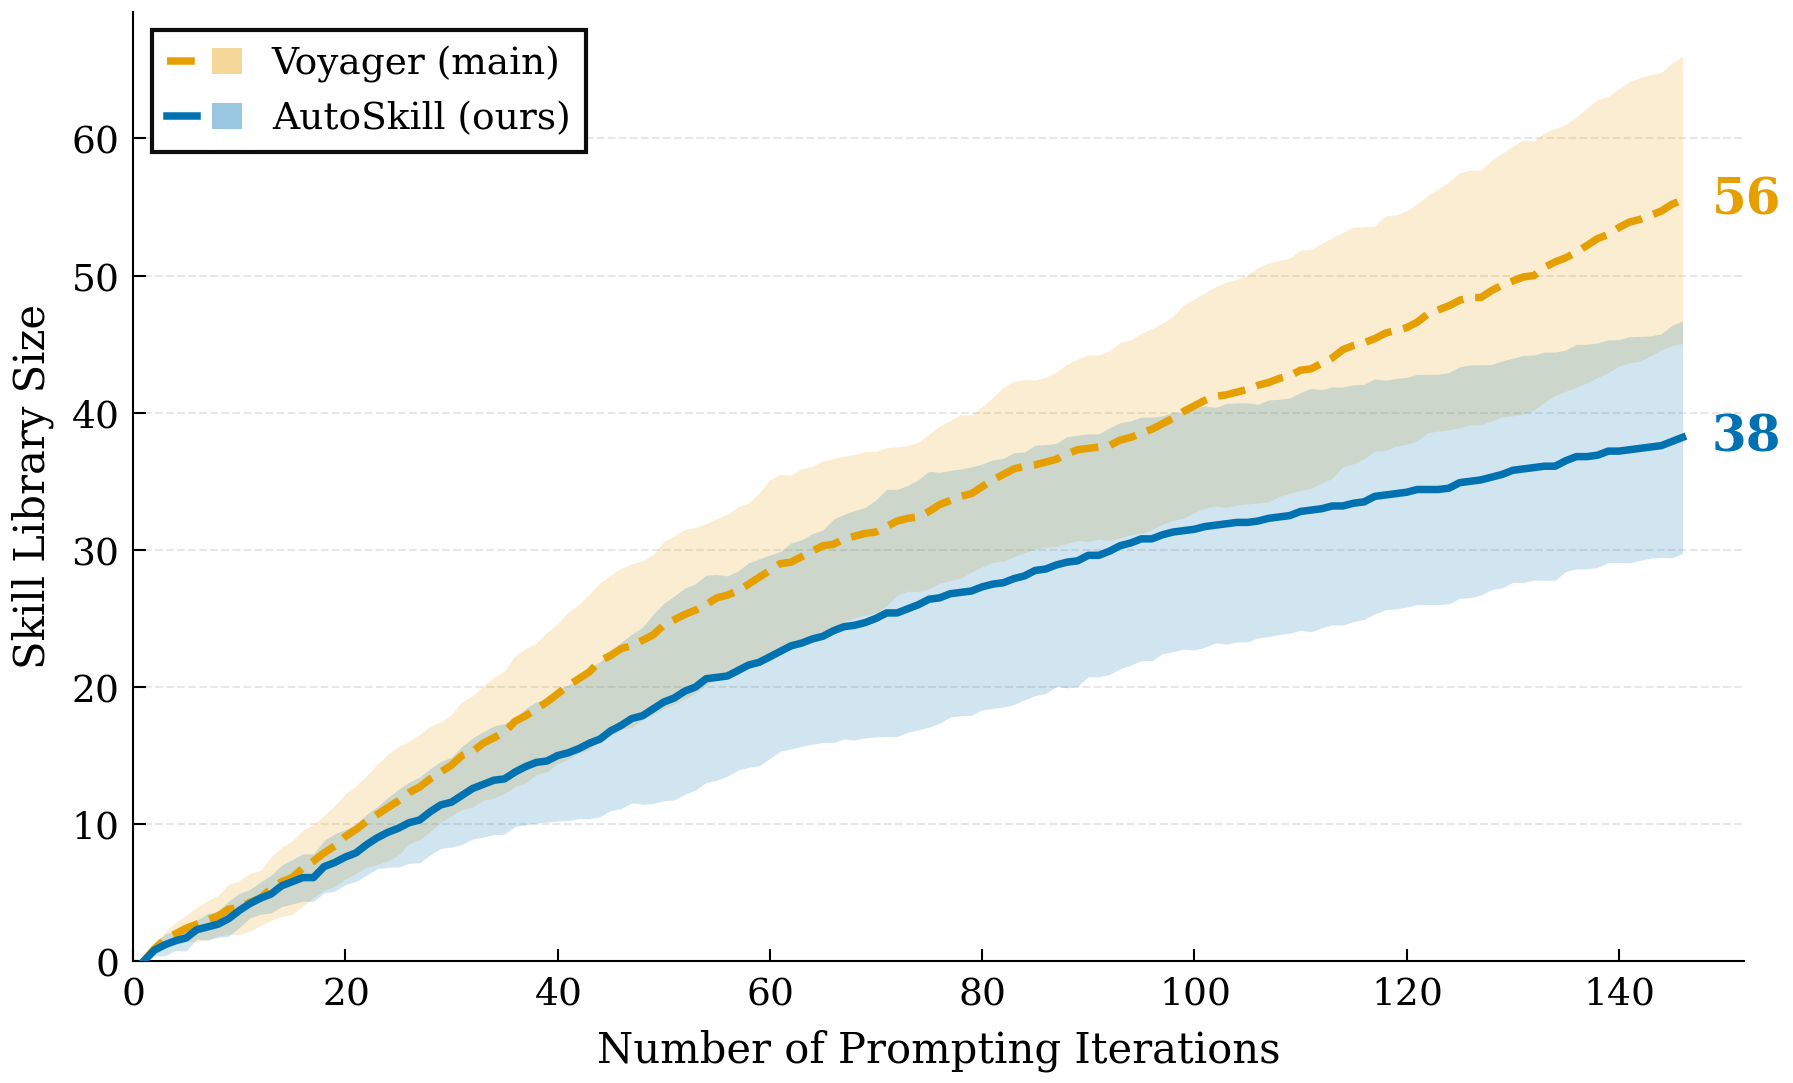 Voyager (main)
AutoSkill (ours)
60
50
40
30
20
10
0
Skill Library Size
56
38
0 20 40 60 80 100 120 140
Number of Prompting Iterations